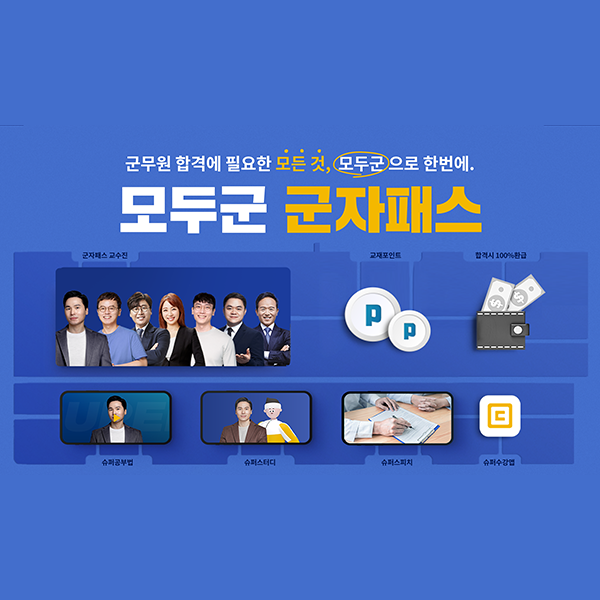 군무원 합격에 필요한 모든 것, 모두군으로 한번에.
모두군 군자패스
군자패스 교수진
교재포인트
합격시 100%환급
P
P
슈퍼공부법
슈퍼스터디
슈퍼스피치
슈퍼수강앱